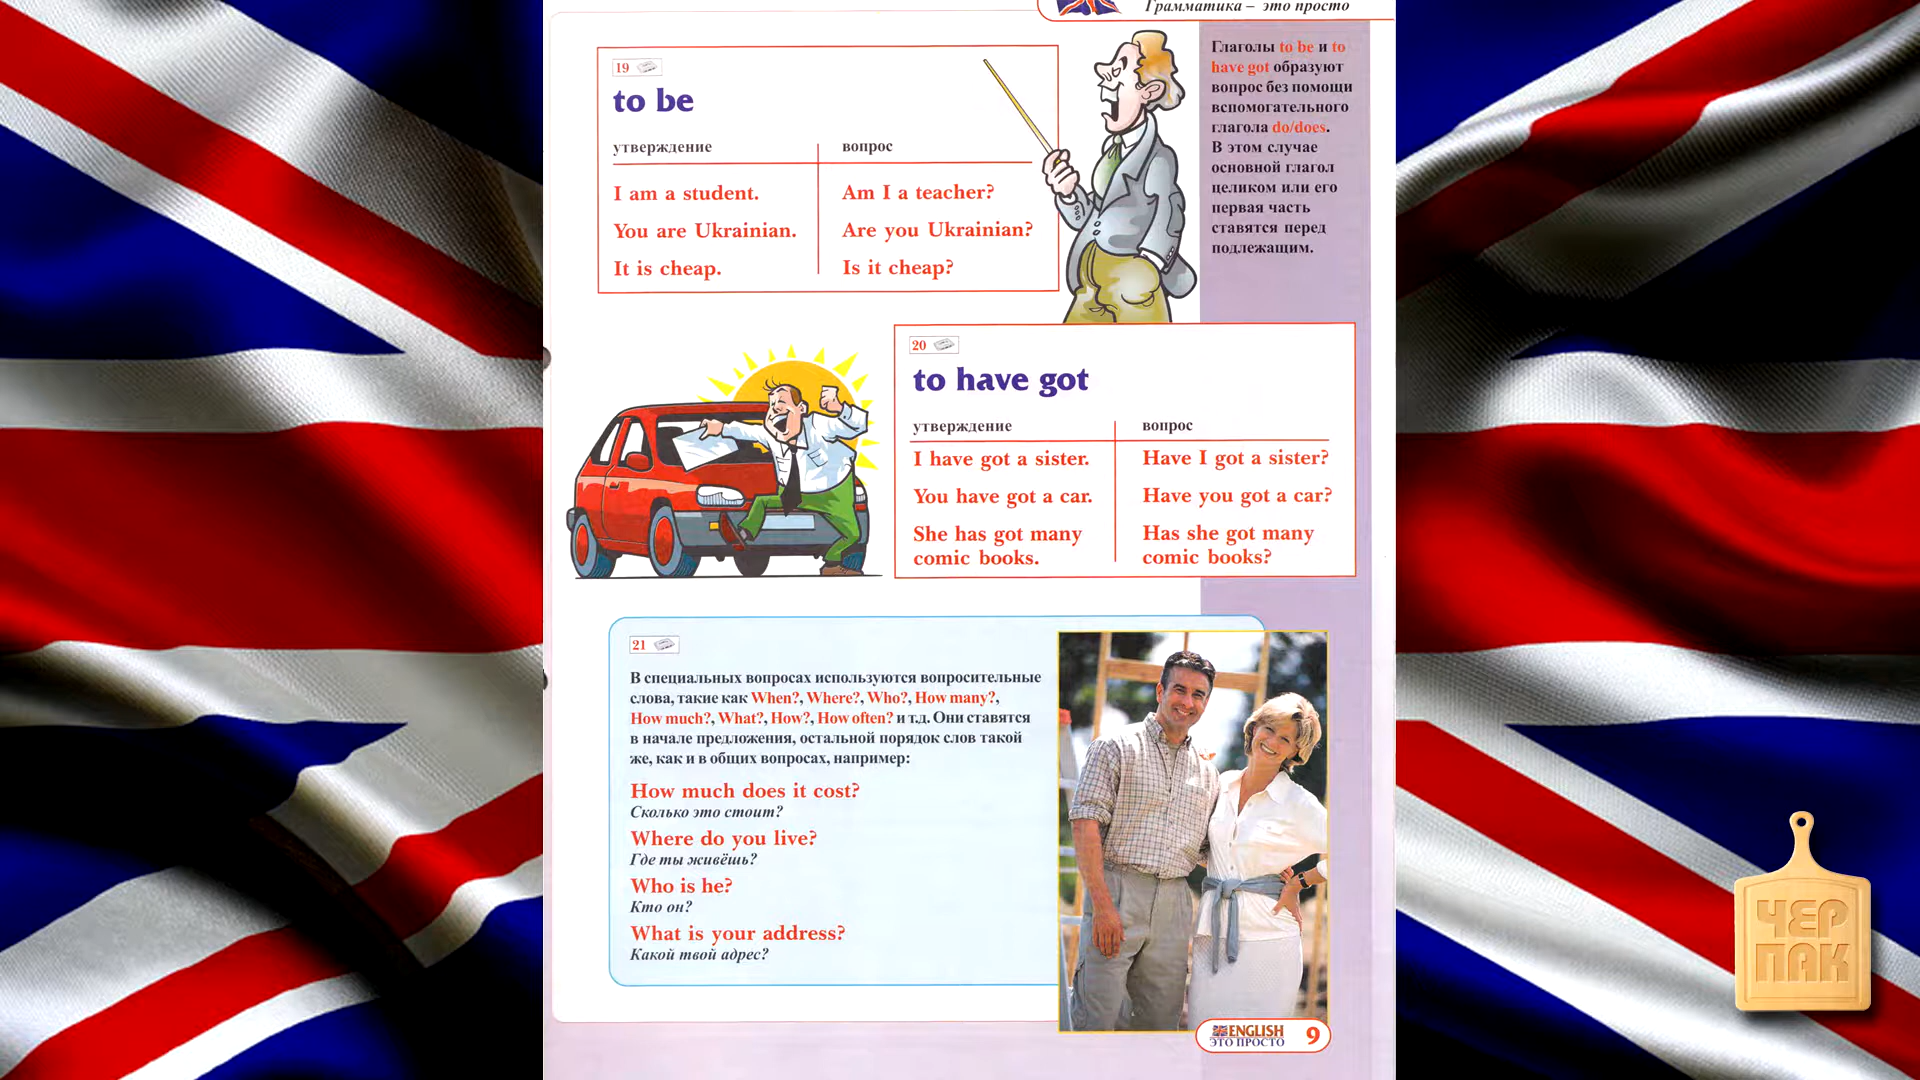 Грамматика – это просто
19
to be
утверждение
вопрос
I am a student.
Am I a teacher?
You are Ukrainian.
Are you Ukrainian?
It is cheap.
Is it cheap?
Глаголы to be и to
have got образуют
вопрос без помощи
вспомогательного
глагола do/does.
В этом случае
основной глагол
целиком или его
первая часть
ставятся перед
подлежащим.
20
to have got
утверждение
вопрос
I have got a sister.
Have I got a sister?
You have got a car.
Have you got a car?
She has got many
comic books.
Has she got many
comic books?
21
В специальных вопросах используются вопросительные
слова, такие как When?, Where?, Who?, How many?,
How much?, What?, How?, How often? и т.д. Они ставятся
в начале предложения, остальной порядок слов такой
же, как и в общих вопросах, например:
How much does it cost?
Сколько это стоит?
Where do you live?
Где ты живёшь?
Who is he?
Кто он?
What is your address?
Какой твой адрес?
ENGLISH
ЭТО ПРОСТО
9
ЧЕР
ПАК